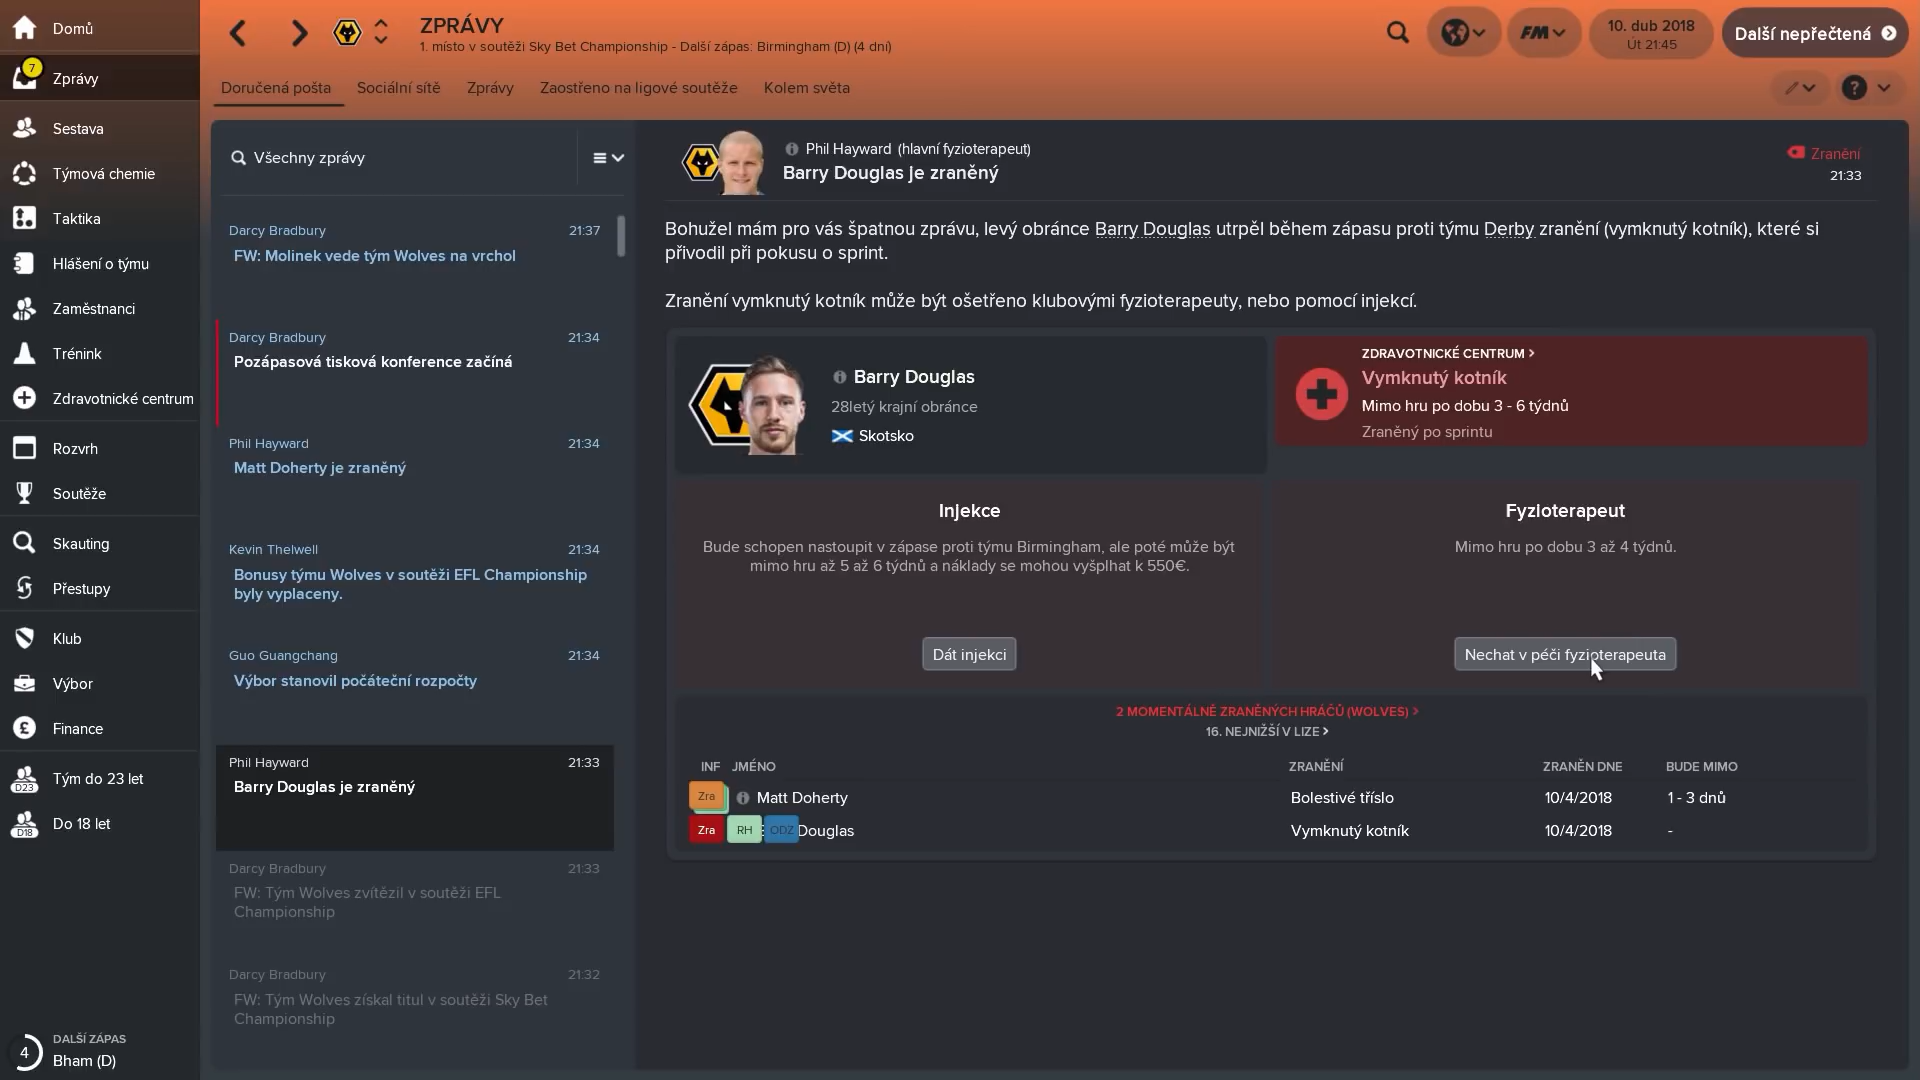 Domů
7
Zprávy
Sestava
Týmová chemie
Taktika
Hlášení o týmu
Zaměstnanci
Trénink
Zdravotnické centrum
Rozvrh
Soutěže
Skauting
Přestupy
Klub
Výbor
£
Finance
D23
Tým do 23 let
D18
Do 18 let
4
DALŠÍ ZÁPAS
Bham (D)
ZPRÁVY
1. místo v soutěži Sky Bet Championship - Další zápas: Birmingham (D) (4 dní)
FM
10. dub 2018
Út 21:45
Další nepřečtená
Doručená pošta
Sociální sítě
Zprávy
Zaostřeno na ligové soutěže
Kolem světa
?
Všechny zprávy
Darcy Bradbury 21:37
FW: Molinek vede tým Wolves na vrchol
Darcy Bradbury 21:34
Pozápasová tisková konference začíná
Phil Hayward 21:34
Matt Doherty je zraněný
Kevin Thelwell 21:34
Bonusy týmu Wolves v soutěži EFL Championship
byly vyplaceny.
Guo Guangchang 21:34
Výbor stanovil počáteční rozpočty
Phil Hayward 21:33
Barry Douglas je zraněný
Darcy Bradbury 21:33
FW: Tým Wolves zvítězil v soutěži EFL
Championship
Darcy Bradbury 21:32
FW: Tým Wolves získal titul v soutěži Sky Bet
Championship
Phil Hayward (hlavní fyzioterapeut)
Barry Douglas je zraněný
Zranění
21:33
Bohužel mám pro vás špatnou zprávu, levý obránce Barry Douglas utrpěl během zápasu proti týmu Derby zranění (vymknutý kotník), které si
přivodil při pokusu o sprint.
Zranění vymknutý kotník může být ošetřeno klubovými fyzioterapeuty, nebo pomocí injekcí.
Barry Douglas
28letý krajní obránce
Skotsko
ZDRAVOTNICKÉ CENTRUM >
Vymknutý kotník
Mimo hru po dobu 3 - 6 týdnů
Zraněný po sprintu
Injekce
Bude schopen nastoupit v zápase proti týmu Birmingham, ale poté může být
mimo hru až 5 až 6 týdnů a náklady se mohou vyšplhat k 550€.
Dát injekci
Fyzioterapeut
Mimo hru po dobu 3 až 4 týdnů.
Nechat v péči fyzioterapeuta
2 MOMENTÁLNĚ ZRANĚNÝCH HRÁČŮ (WOLVES) >
16. NEJNIŽŠÍ V LIZE >
INF JMÉNO ZRANĚNÍ ZRANĚN DNE BUDE MIMO
Zra Matt Doherty Bolestivé tříslo 10/4/2018 1 - 3 dnů
Zra RH ODZ Douglas Vymknutý kotník 10/4/2018 -